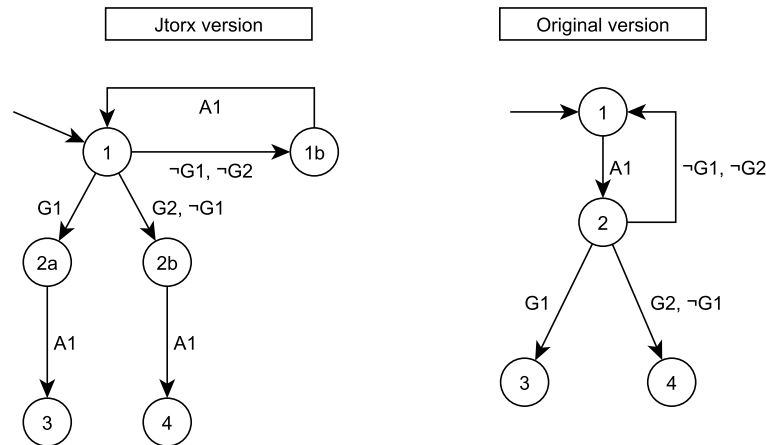 Jtorx version
Original version
A1
1
1b
¬G1, ¬G2
G1
G2, ¬G1
2a
2b
A1
A1
3
4
1
A1
¬G1, ¬G2
2
G1
G2, ¬G1
3
4